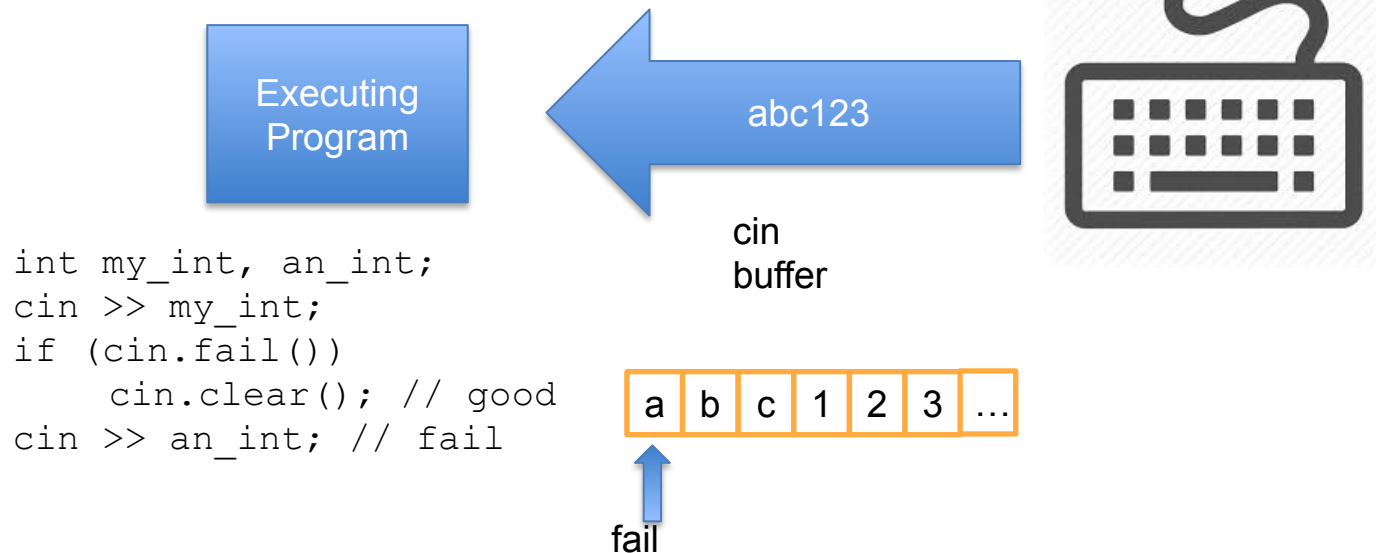 Executing
Program
abc123
cin
buffer
int my_int, an_int;
cin >> my_int;
if (cin.fail())
    cin.clear(); // good
cin >> an_int; // fail
a b c 1 2 3 …
fail